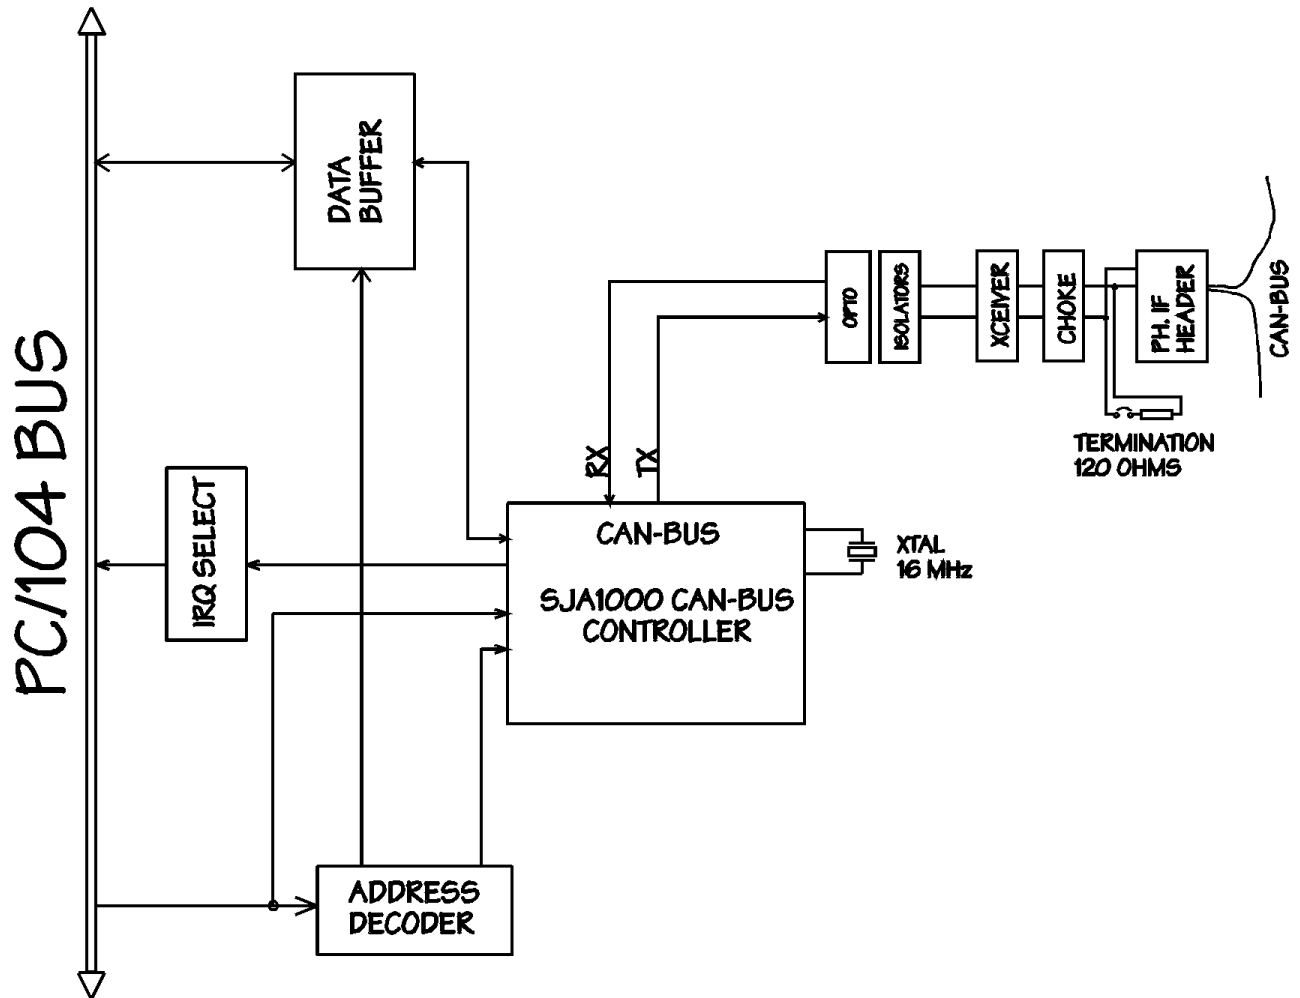 PC/104 BUS
DATA
BUFFER
IRQ SELECT
ADDRESS
DECODER
RX
TX
CAN-BUS
SJA1000 CAN-BUS
CONTROLLER
XTAL
16 MHz
OPTO
ISOLATORS
XCEIVER
CHOKE
PH. IF
HEADER
CAN-BUS
TERMINATION
120 OHMS